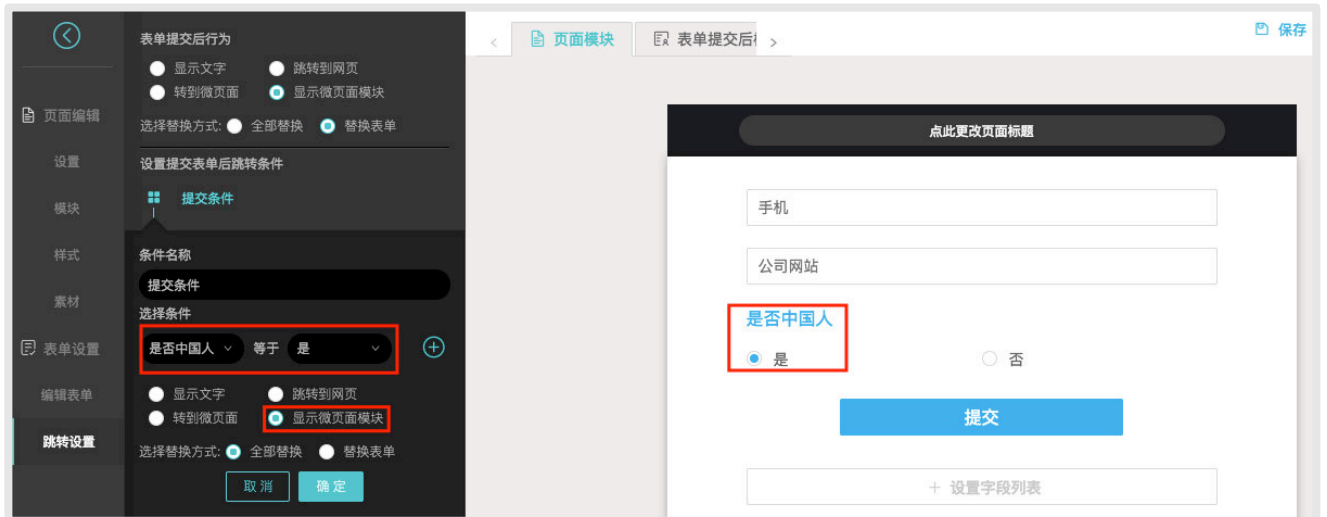 页面编辑
设置
模块
样式
素材
表单设置
编辑表单
跳转设置
表单提交后行为
显示文字 跳转到网页
转到微页面 显示微页面模块
选择替换方式: 全部替换 替换表单
设置提交表单后跳转条件
提交条件
条件名称
提交条件
选择条件
是否中国人 等于 是
显示文字 跳转到网页
转到微页面 显示微页面模块
选择替换方式: 全部替换 替换表单
取消 确定
页面模块 表单提交后
保存
点此更改页面标题
手机
公司网站
是否中国人
是 否
提交
+ 设置字段列表